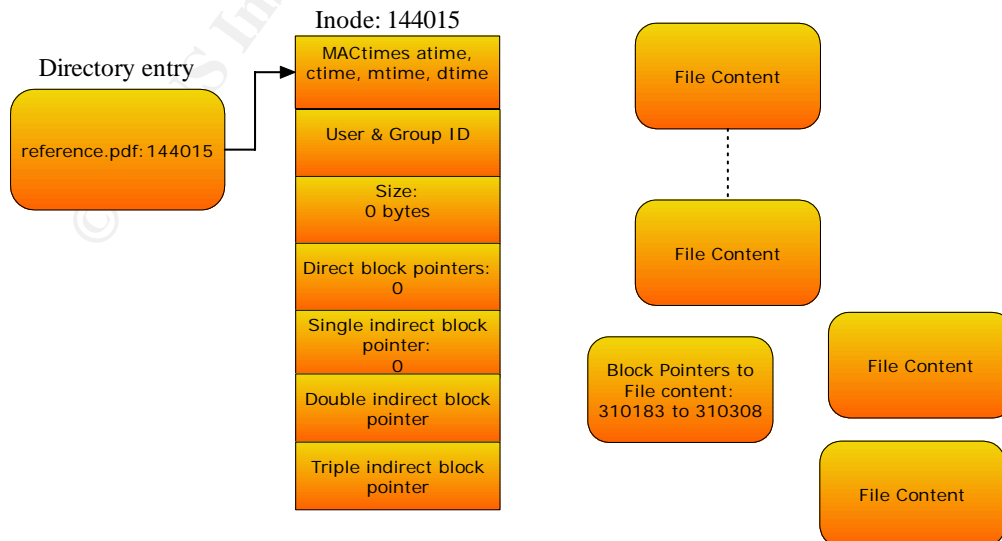 Inode: 144015
Directory entry
reference.pdf:144015
MACtimes atime,
ctime, mtime, dtime
User & Group ID
Size:
0 bytes
Direct block pointers:
0
Single indirect block
pointer:
0
Double indirect block
pointer
Triple indirect block
pointer
File Content
File Content
Block Pointers to
File content:
310183 to 310308
File Content
File Content